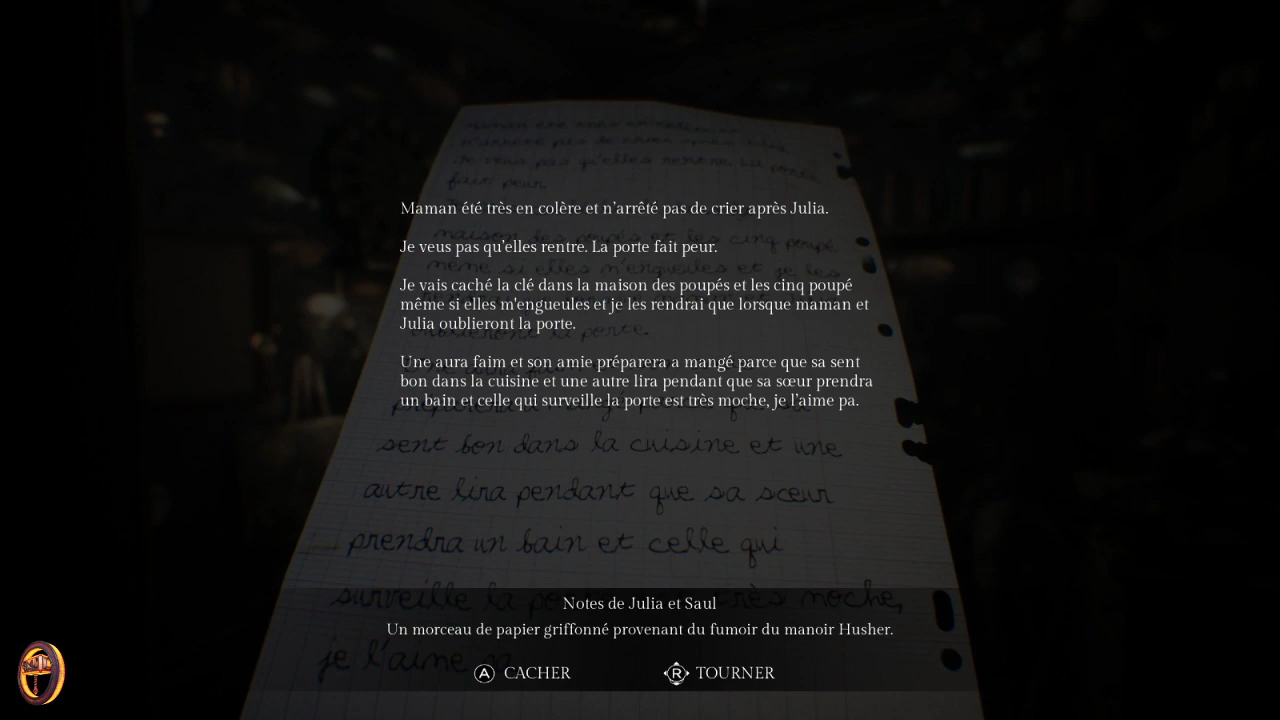 Maman été très en colère et n'arrêté pas de crier après Julia.
Je veus pas qu'elles rentre. La porte fait peur.
Je vais caché la clé dans la maison des poupés et les cinq poupé
même si elles m'engueules et je les rendrai que lorsque maman et
Julia oublieront la porte.
Une aura faim et son amie préparera a mangé parce que sa sent
bon dans la cuisine et une autre lira pendant que sa sœur prendra
un bain et celle qui surveille la porte est très moche, je l'aime pa.
sent bon dans la cuisine et une
autre lira pendant que sa sœur
prendra un bain et celle qui
surveille la très moche,
je l'aime pa
Notes de Julia et Saul
Un morceau de papier griffonné provenant du fumoir du manoir Husher.
A CACHER R TOURNER